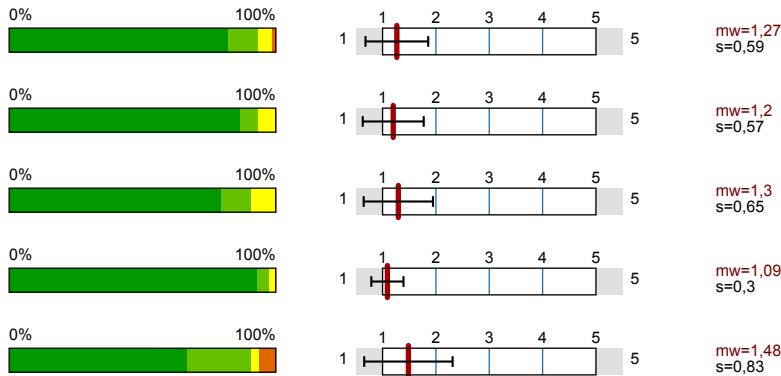 0% 100% 1 2 3 4 5
1 5 mw=1,27
s=0,59
0% 100% 1 2 3 4 5
1 5 mw=1,2
s=0,57
0% 100% 1 2 3 4 5
1 5 mw=1,3
s=0,65
0% 100% 1 2 3 4 5
1 5 mw=1,09
s=0,3
0% 100% 1 2 3 4 5
1 5 mw=1,48
s=0,83